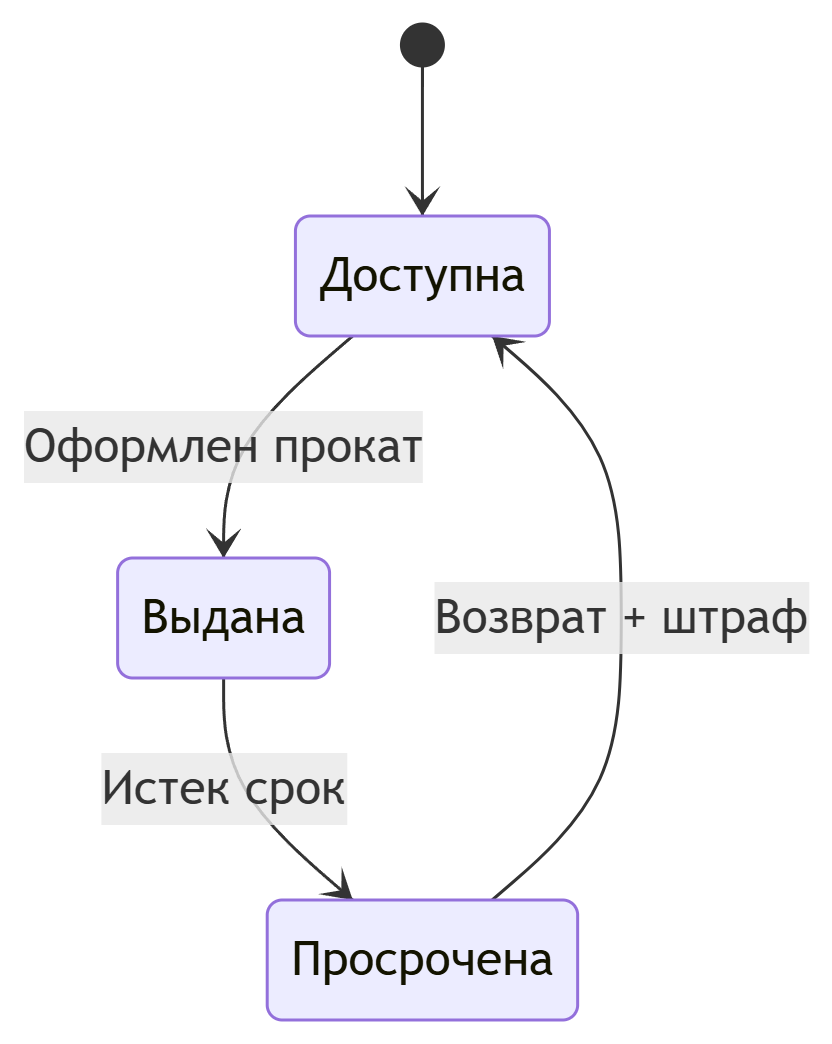 Доступна
Оформлен прокат
Выдана
Возврат + штраф
Истек срок
Просрочена